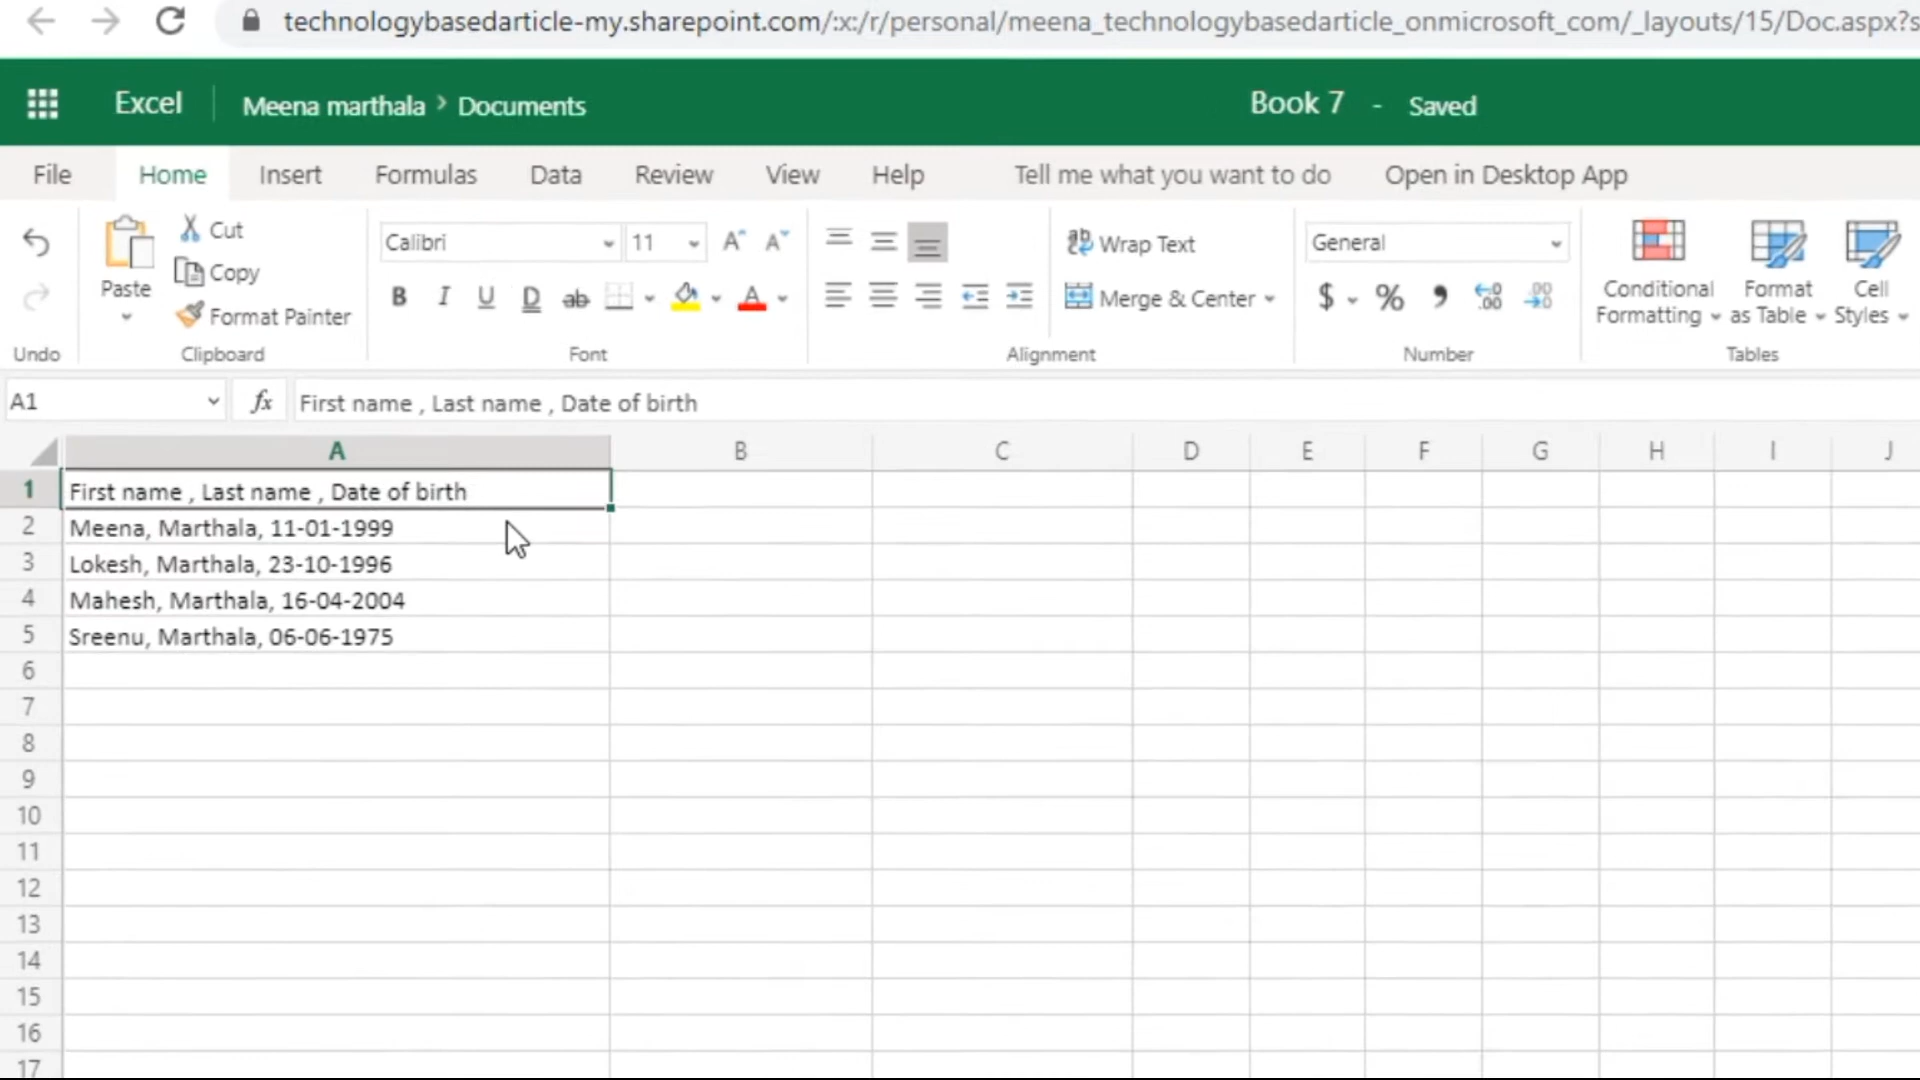 technologybasedarticle-my.sharepoint.com/:x:/r/personal/meena_technologybasedarticle_onmicrosoft_com/_layouts/15/Doc.aspx?s
Excel Meena marthala > Documents Book 7 - Saved
File Home Insert Formulas Data Review View Help Tell me what you want to do Open in Desktop App
Cut
Calibri 11 A A ab Wrap Text General
Copy
Paste B I U D ab A Merge & Center $ % , .00 .00 Conditional Format Cell
Format Painter Formatting as Table Styles
Undo Clipboard Font Alignment Number Tables
A1 fx First name , Last name , Date of birth
A B C D E F G H I J
1 First name , Last name , Date of birth
2 Meena, Marthala, 11-01-1999
3 Lokesh, Marthala, 23-10-1996
4 Mahesh, Marthala, 16-04-2004
5 Sreenu, Marthala, 06-06-1975
6
7
8
9
10
11
12
13
14
15
16
17